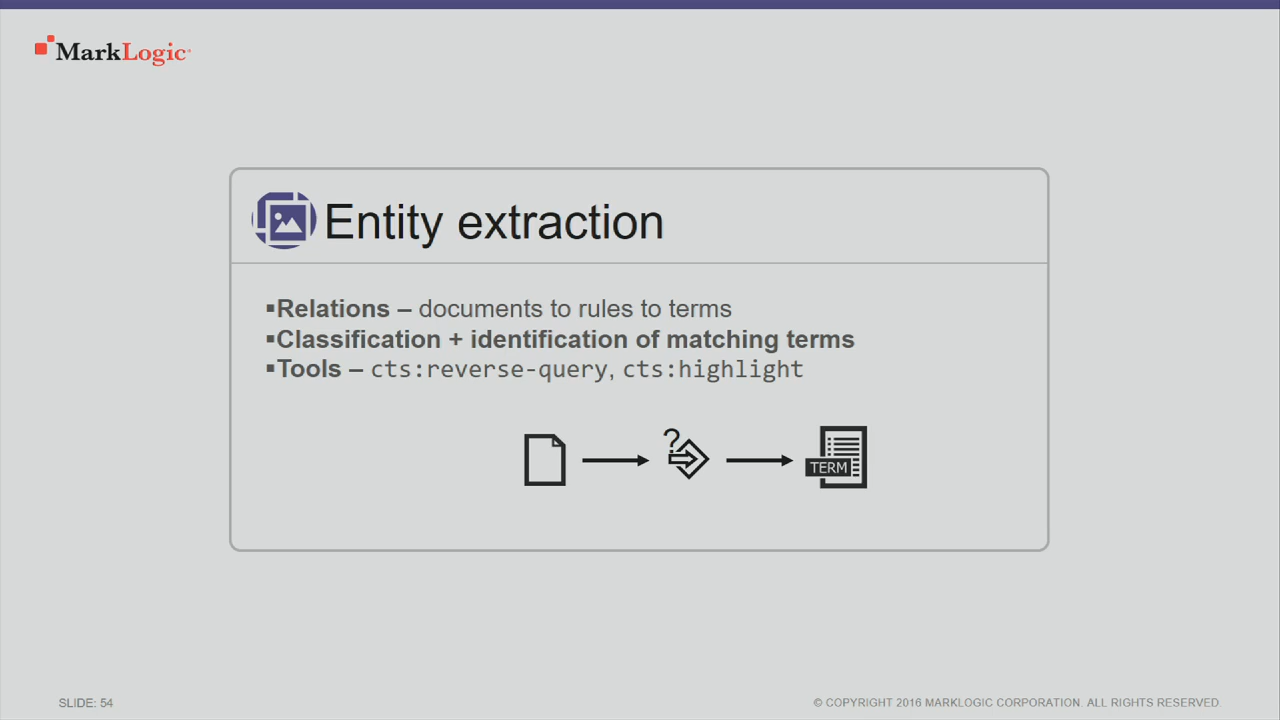 MarkLogic
Entity extraction
▪Relations – documents to rules to terms
▪Classification + identification of matching terms
▪Tools – cts:reverse-query, cts:highlight
?
TERM
SLIDE: 54
© COPYRIGHT 2016 MARKLOGIC CORPORATION. ALL RIGHTS RESERVED.